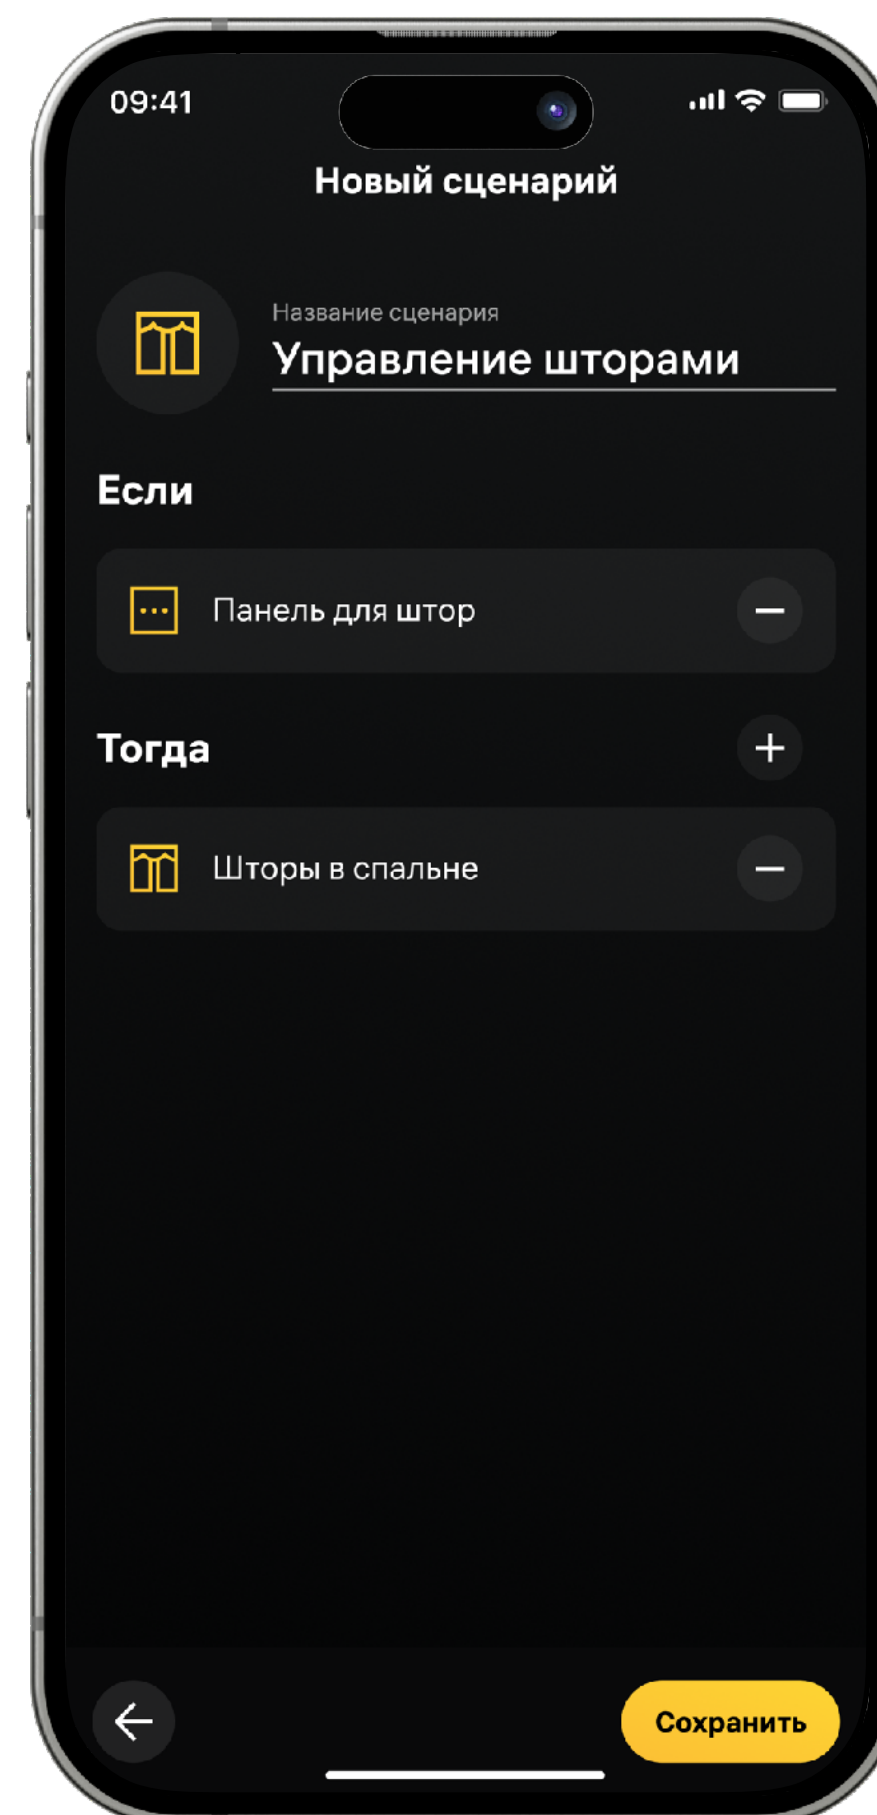 09:41
Новый сценарий
Название сценария
Управление шторами
Если
Панель для штор
Тогда
Шторы в спальне
Сохранить